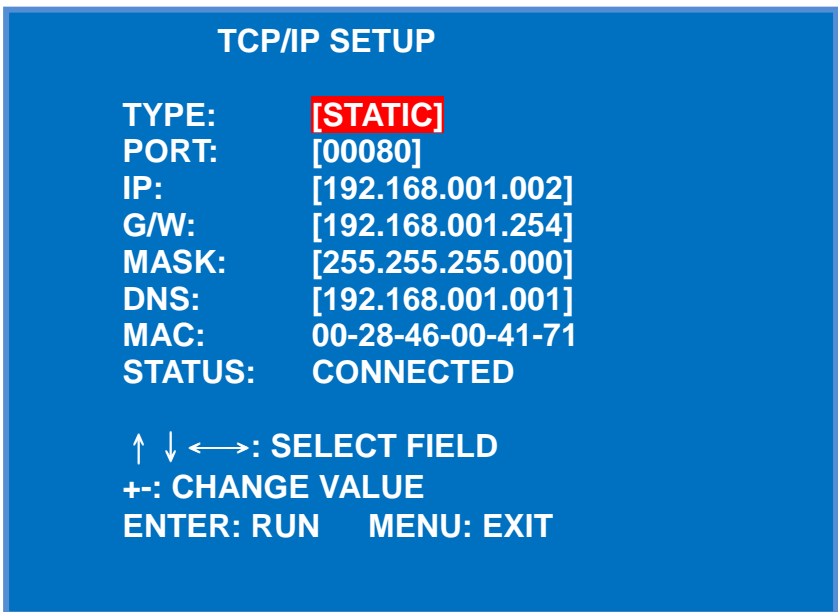 TCP/IP SETUP
TYPE: [STATIC]
PORT: [00080]
IP: [192.168.001.002]
G/W: [192.168.001.254]
MASK: [255.255.255.000]
DNS: [192.168.001.001]
MAC: 00-28-46-00-41-71
STATUS: CONNECTED
↑ ↓ ←→: SELECT FIELD
+-: CHANGE VALUE
ENTER: RUN MENU: EXIT